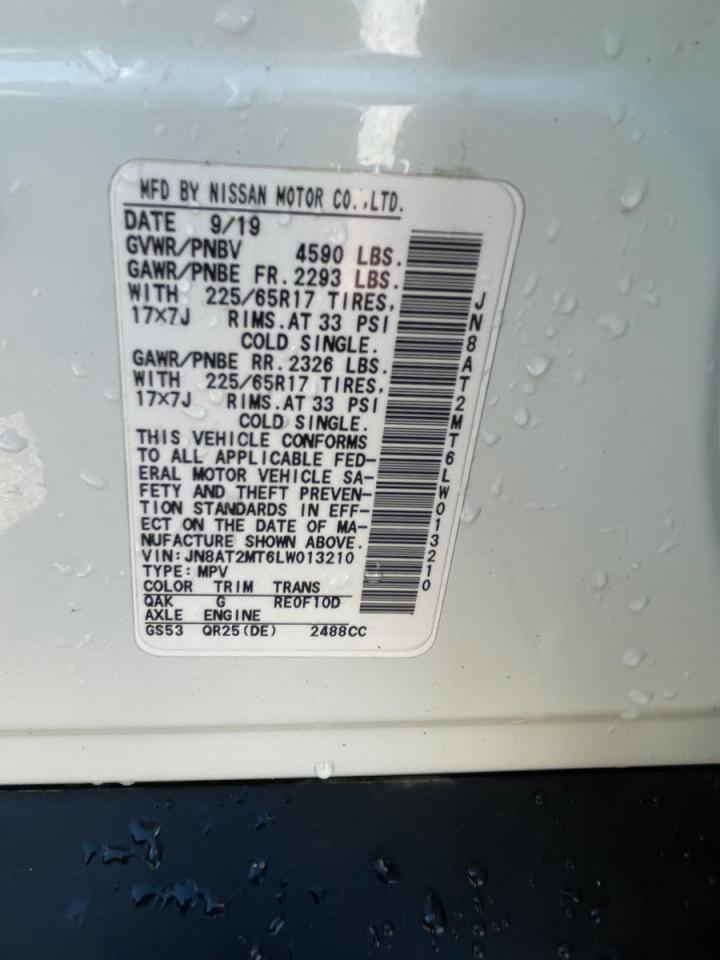 MFD BY NISSAN MOTOR CO.,LTD.
DATE 9/19
GVWR/PNBV 4590 LBS.
GAWR/PNBE FR. 2293 LBS.
WITH 225/65R17 TIRES,
17×7J RIMS. AT 33 PSI
COLD SINGLE.
GAWR/PNBE RR. 2326 LBS.
WITH 225/65R17 TIRES,
17×7J RIMS. AT 33 PSI
COLD SINGLE.
THIS VEHICLE CONFORMS
TO ALL APPLICABLE FED-
ERAL MOTOR VEHICLE SA-
FETY AND THEFT PREVEN-
TION STANDARDS IN EFF-
ECT ON THE DATE OF MA-
NUFACTURE SHOWN ABOVE.
VIN: JN8AT2MT6LW013210
TYPE: MPV
COLOR TRIM TRANS
QAK G RE0F10D
AXLE ENGINE
GS53 QR25(DE) 2488CC
JN8AT2MT6LW013210